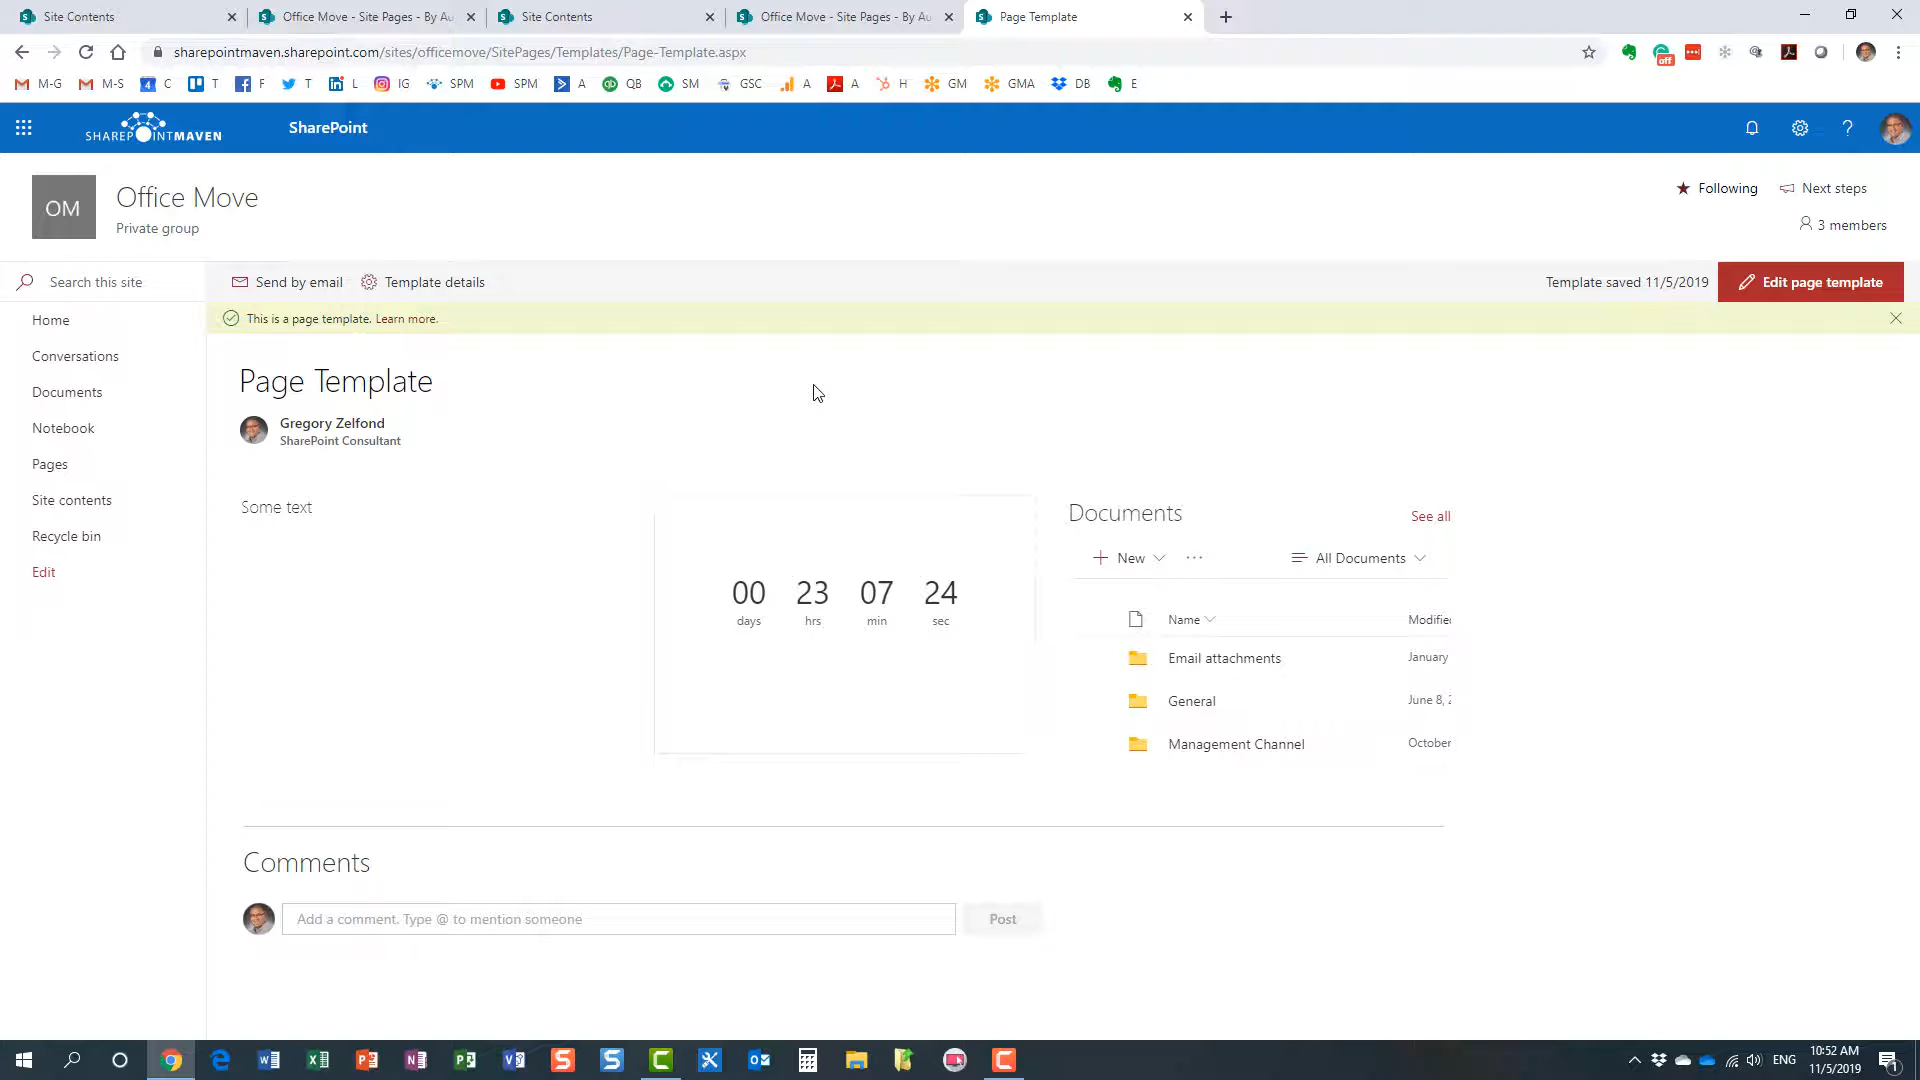 Site Contents
Office Move - Site Pages - By Au
Site Contents
Office Move - Site Pages - By Au
Page Template
sharepointmaven.sharepoint.com/sites/officemove/SitePages/Templates/Page-Template.aspx
off
M-G
M-S
4
C
T
F
T
L
IG
SPM
SPM
A
QB
SM
GSC
A
A
H
GM
GMA
DB
E
SHAREPOINTMAVEN
SharePoint
OM
Office Move
Private group
Following
Next steps
3 members
Search this site
Send by email
Template details
Template saved 11/5/2019
Edit page template
This is a page template. Learn more.
Home
Conversations
Documents
Notebook
Pages
Site contents
Recycle bin
Edit
Page Template
Gregory Zelfond
SharePoint Consultant
Some text
00 23 07 24
days hrs min sec
Documents
See all
New
All Documents
Name
Modified
Email attachments
January
General
June 8, 2
Management Channel
October
Comments
Add a comment. Type @ to mention someone
Post
ENG
10:52 AM
11/5/2019
1